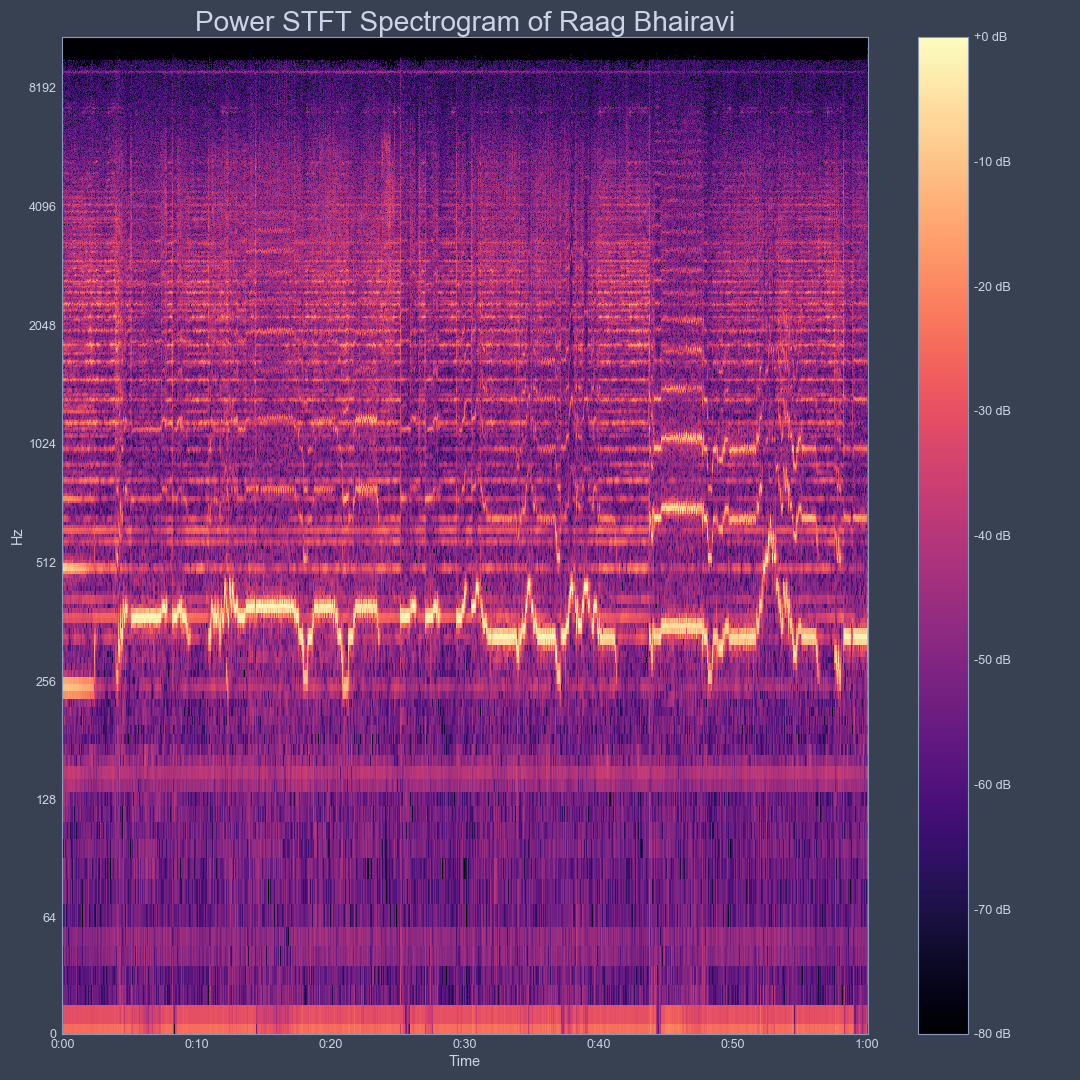 Power STFT Spectrogram of Raag Bhairavi
+0 dB
8192
-10 dB
4096
-20 dB
2048
-30 dB
1024
-40 dB
Hz
512
-50 dB
256
-60 dB
128
-70 dB
64
0
-80 dB
0:00
0:10
0:20
0:30
0:40
0:50
1:00
Time